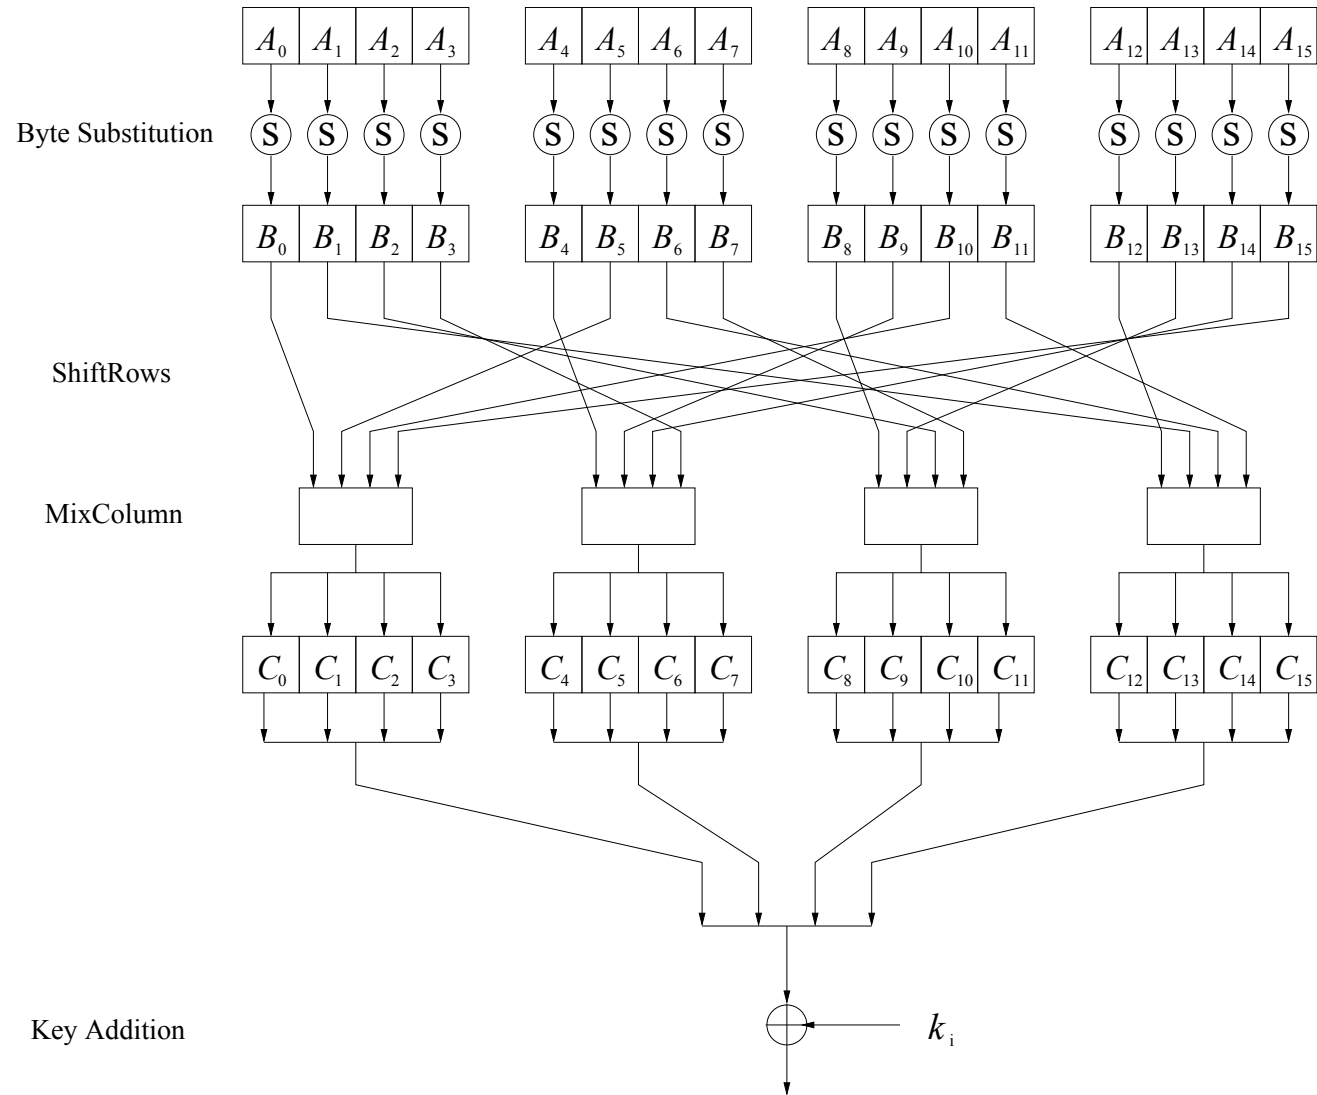 A₀ A₁ A₂ A₃ A₄ A₅ A₆ A₇ A₈ A₉ A₁₀ A₁₁ A₁₂ A₁₃ A₁₄ A₁₅
Byte Substitution S S S S S S S S S S S S S S S S
B₀ B₁ B₂ B₃ B₄ B₅ B₆ B₇ B₈ B₉ B₁₀ B₁₁ B₁₂ B₁₃ B₁₄ B₁₅
ShiftRows
MixColumn
C₀ C₁ C₂ C₃ C₄ C₅ C₆ C₇ C₈ C₉ C₁₀ C₁₁ C₁₂ C₁₃ C₁₄ C₁₅
Key Addition kᵢ